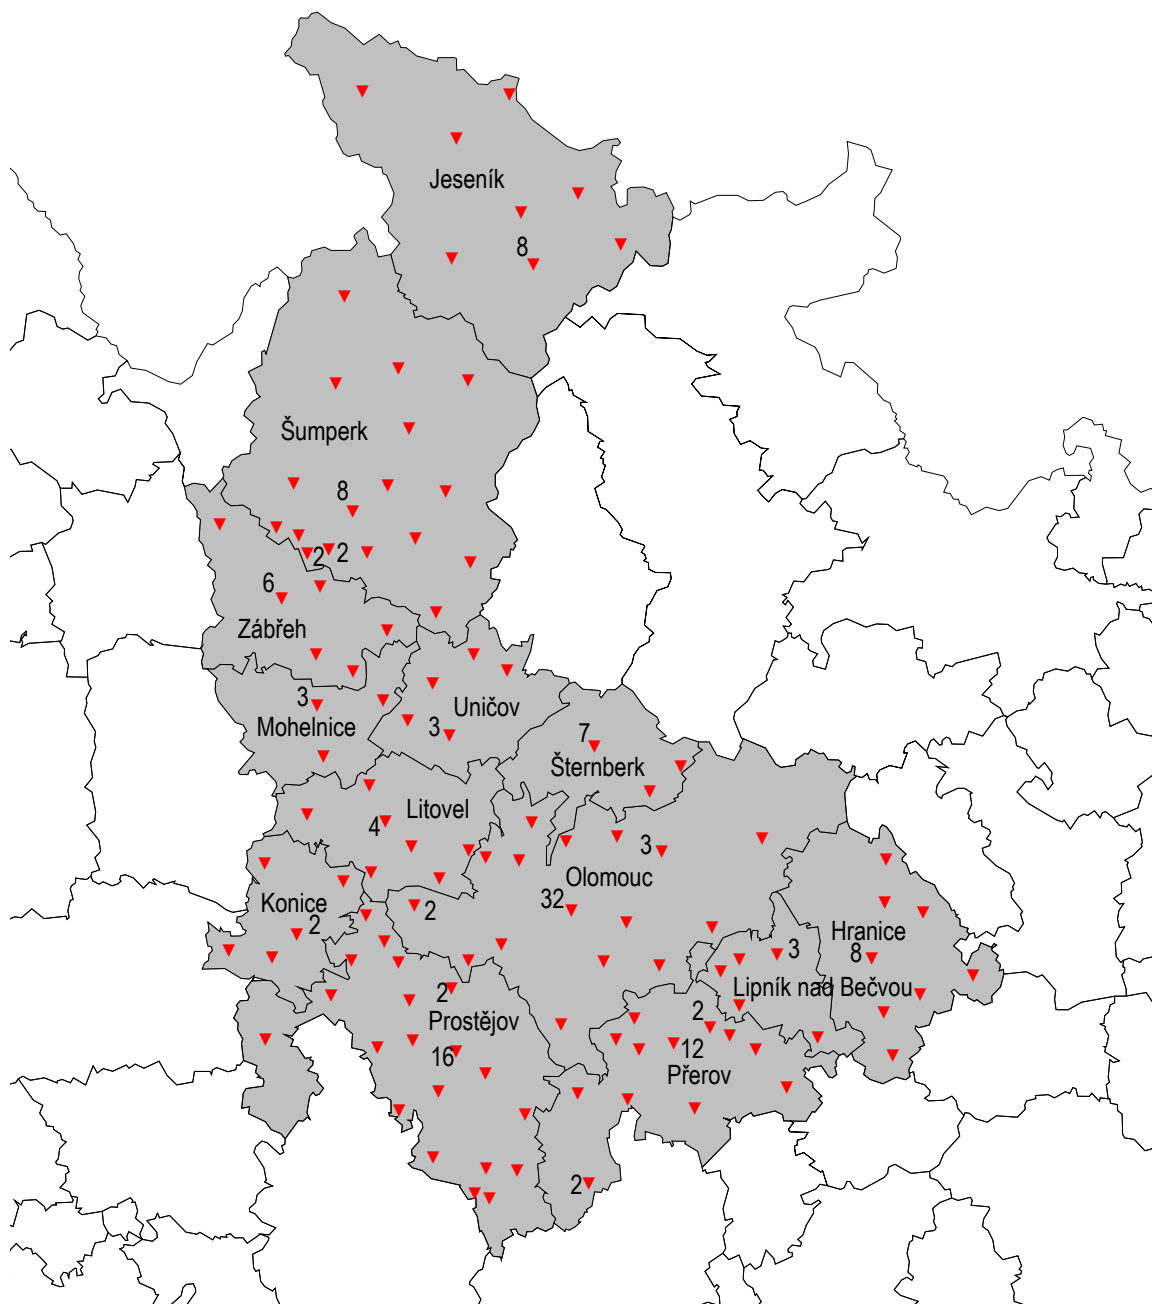 Jeseník
8
Šumperk
8
2 2
6
Zábřeh
3
Mohelnice
Uničov
3
7
Šternberk
Litovel
4
3
Olomouc
32
Konice
2
2
Hranice
8
3
Lipník nad Bečvou
2
Prostějov
16
2
12
Přerov
2